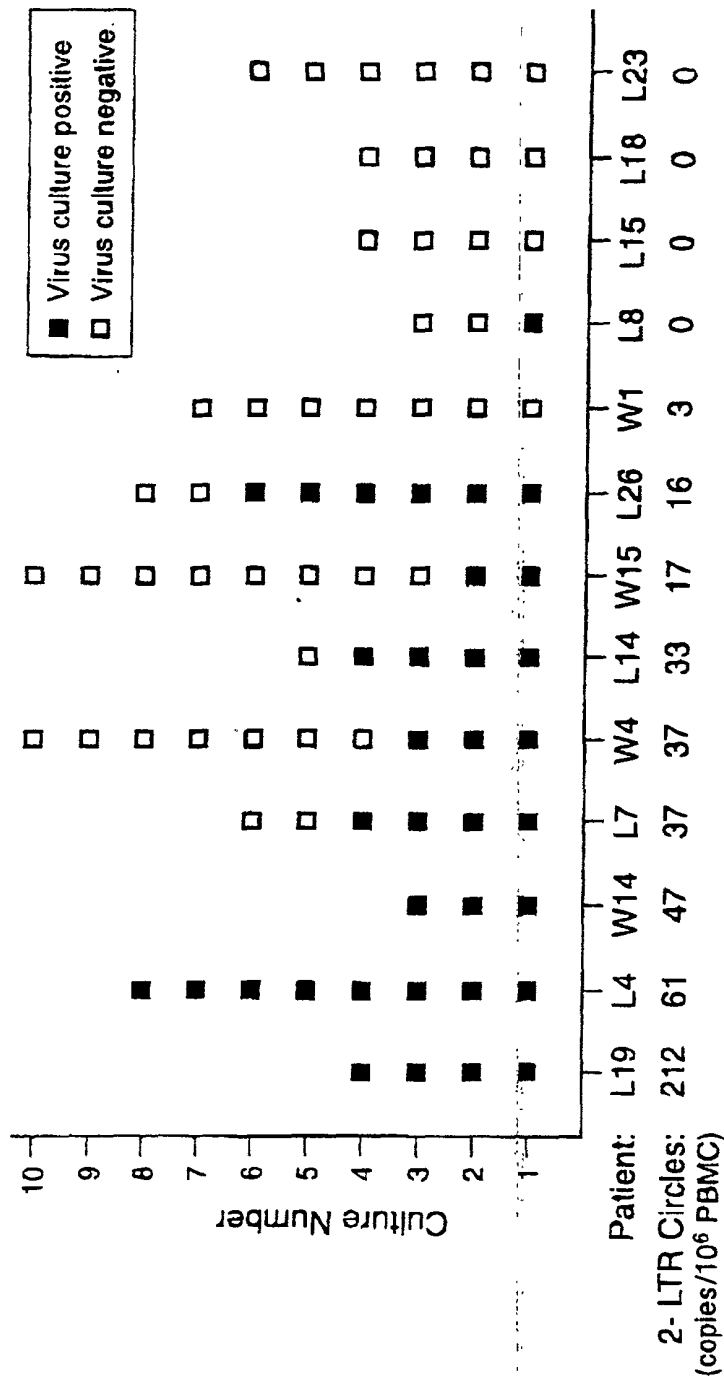 Virus culture positive
Virus culture negative
Culture Number
10
9
8
7
6
5
4
3
2
1
Patient: L19 L4 W14 L7 W4 L14 W15 L26 W1 L8 L15 L18 L23
2- LTR Circles: 212 61 47 37 37 33 17 16 3 0 0 0 0
(copies/10⁶ PBMC)